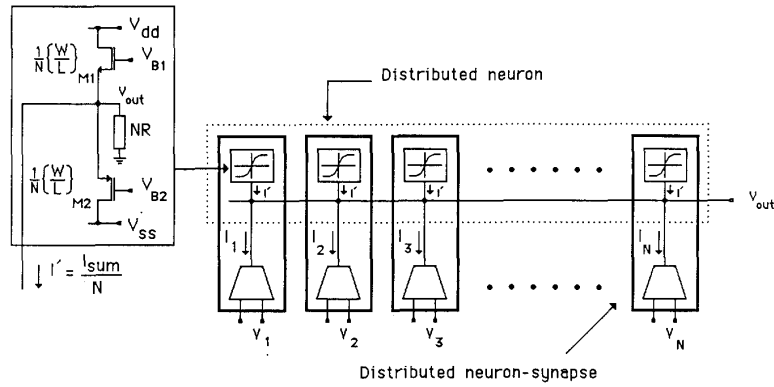 V_dd
1/N {W/L} M1 V_B1
V_out
NR
1/N {W/L} M2 V_B2
V_ss
I' = I_sum/N
Distributed neuron
I' I' I' I'
V_out
I_1 I_2 I_3 I_N
V_1 V_2 V_3 V_N
Distributed neuron-synapse